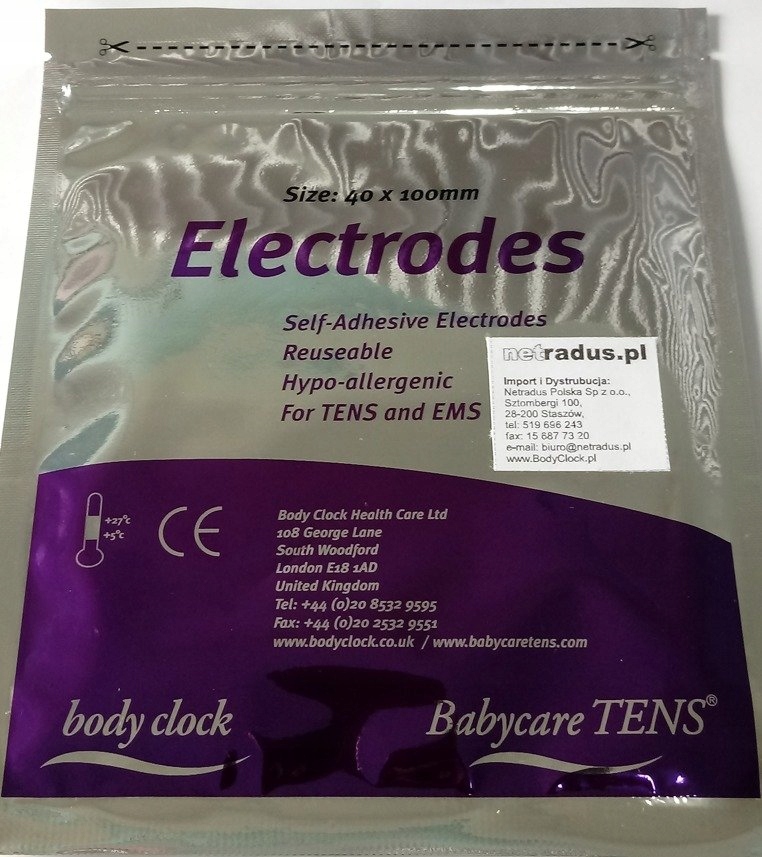 Size: 40 x 100mm
Electrodes
Self-Adhesive Electrodes
Reuseable
Hypo-allergenic
For TENS and EMS
netradus.pl
Import i Dystrubucja:
Netradus Polska Sp z o.o.,
Sztombergi 100,
28-200 Staszów,
tel: 519 696 243
fax: 15 687 73 20
e-mail: biuro@netradus.pl
www.BodyClock.pl
+27°c
+5°c
CE
Body Clock Health Care Ltd
108 George Lane
South Woodford
London E18 1AD
United Kingdom
Tel: +44 (0)20 8532 9595
Fax: +44 (0)20 2532 9551
www.bodyclock.co.uk / www.babycaretens.com
body clock
Babycare TENS®